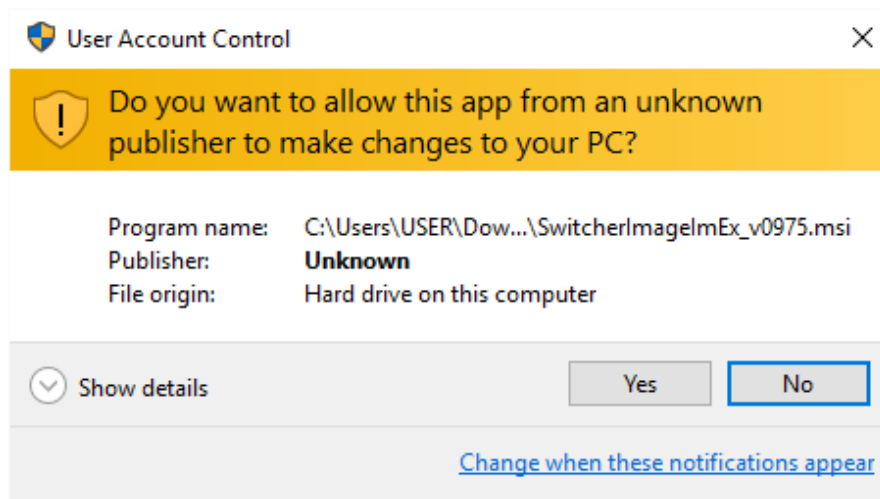 User Account Control
Do you want to allow this app from an unknown
publisher to make changes to your PC?
Program name: C:\Users\USER\Dow...\SwitcherImageImEx_v0975.msi
Publisher: Unknown
File origin: Hard drive on this computer
Show details
Yes No
Change when these notifications appear